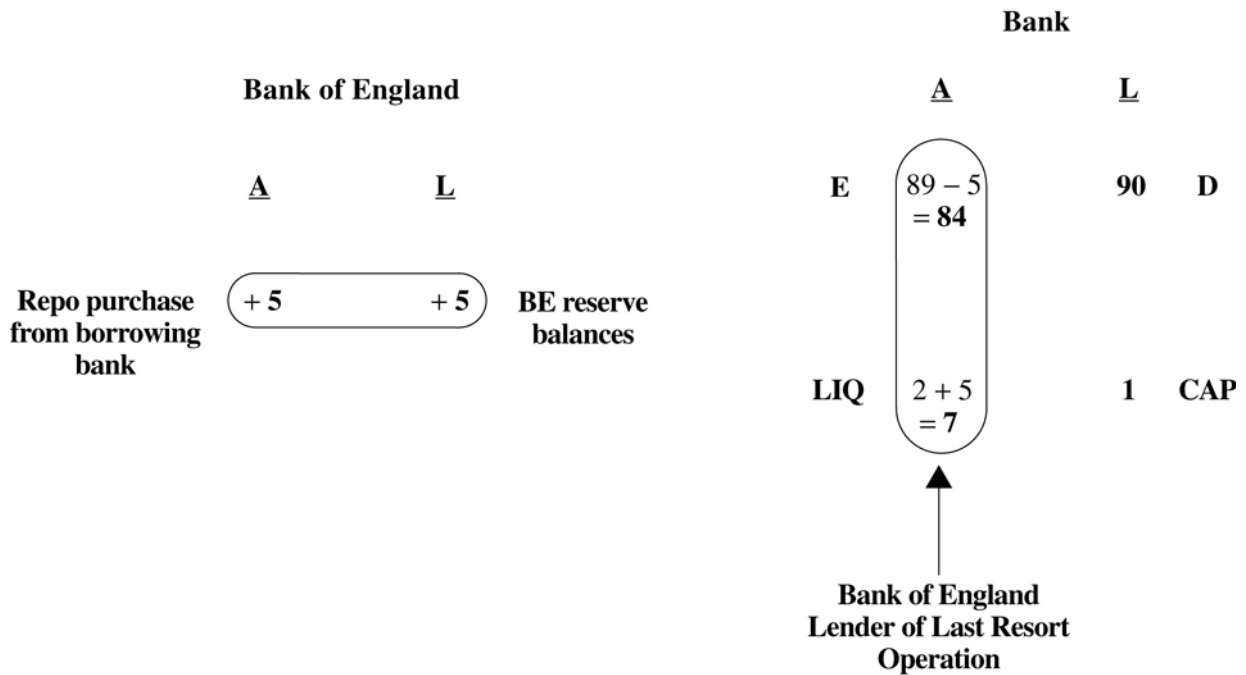 Bank of England
A L
Repo purchase
from borrowing
bank
+ 5 + 5
BE reserve
balances
Bank
A L
E 89 – 5 90 D
= 84
LIQ 2 + 5 1 CAP
= 7
Bank of England
Lender of Last Resort
Operation